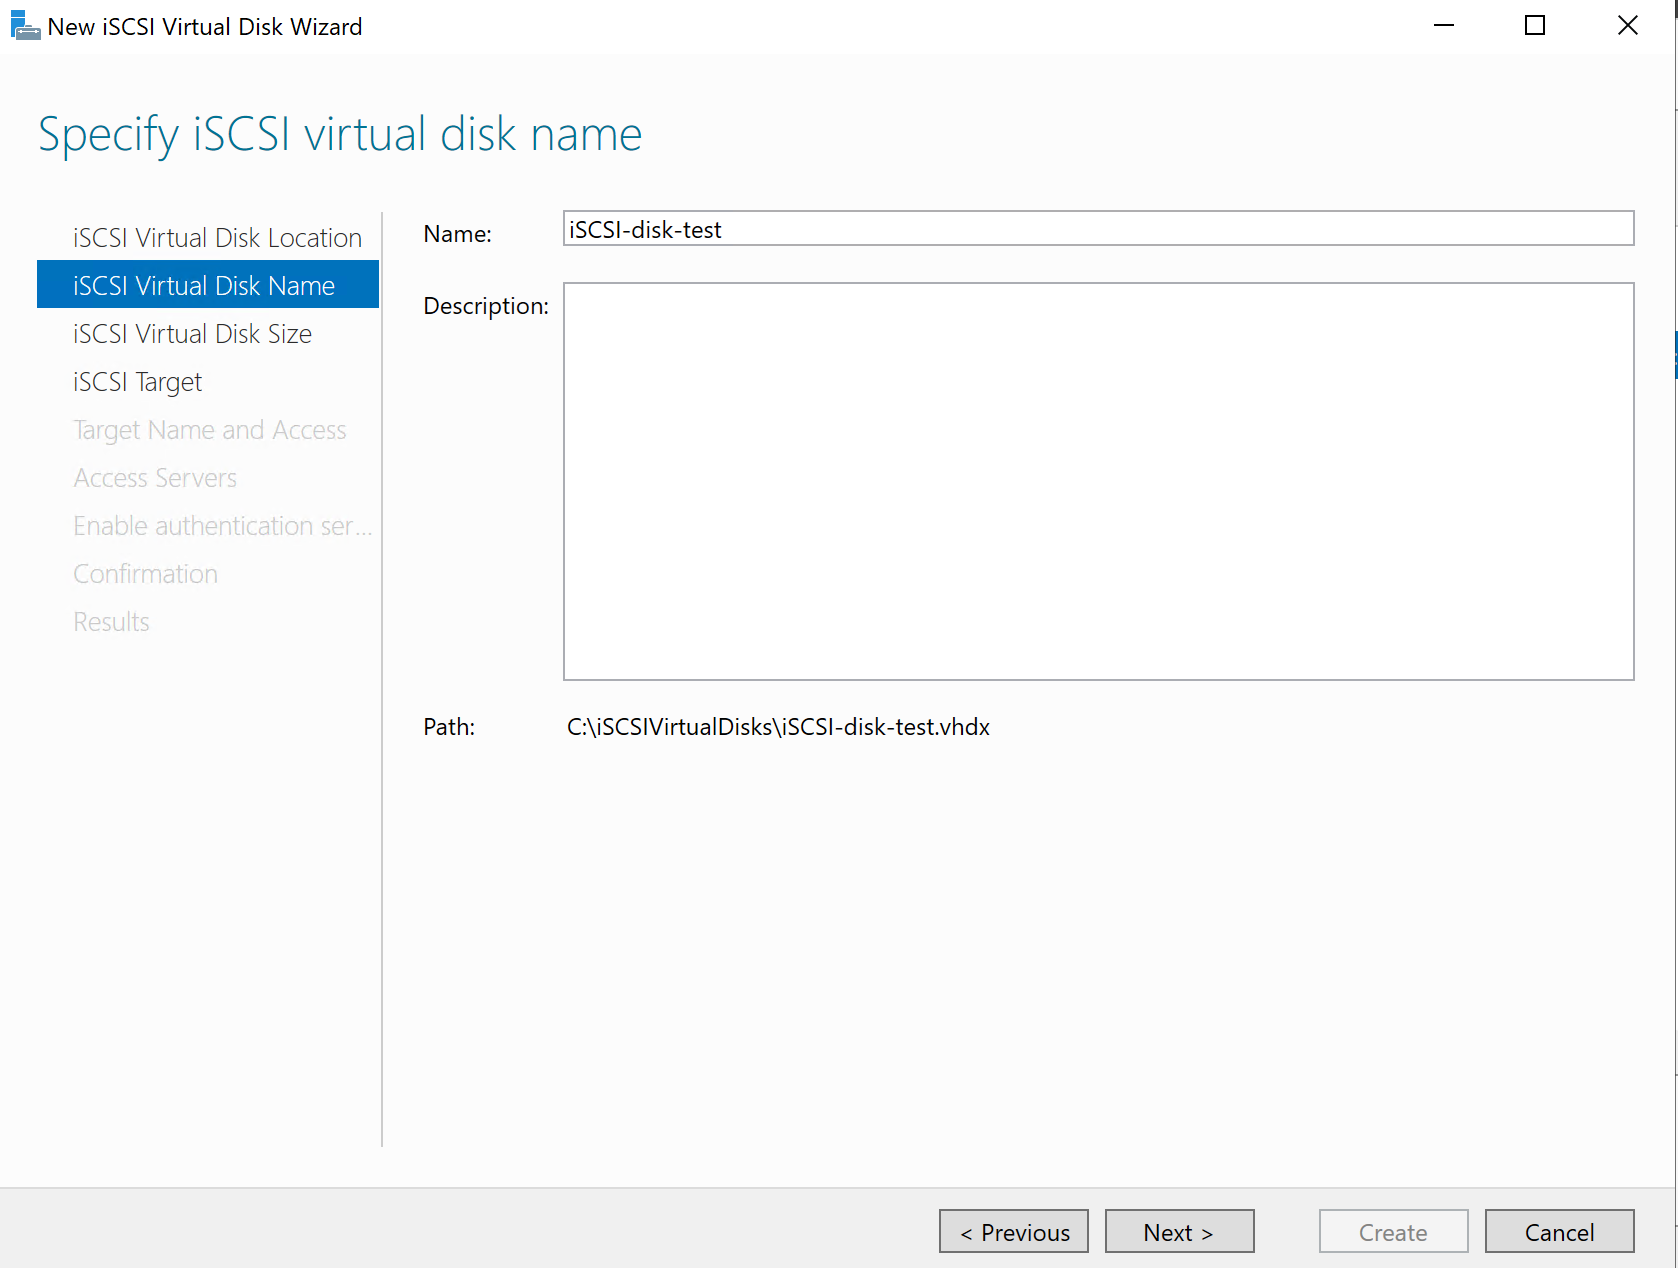 New iSCSI Virtual Disk Wizard
Specify iSCSI virtual disk name
iSCSI Virtual Disk Location
iSCSI Virtual Disk Name
iSCSI Virtual Disk Size
iSCSI Target
Target Name and Access
Access Servers
Enable authentication ser...
Confirmation
Results
Name: iSCSI-disk-test
Description:
Path: C:\iSCSIVirtualDisks\iSCSI-disk-test.vhdx
< Previous Next > Create Cancel